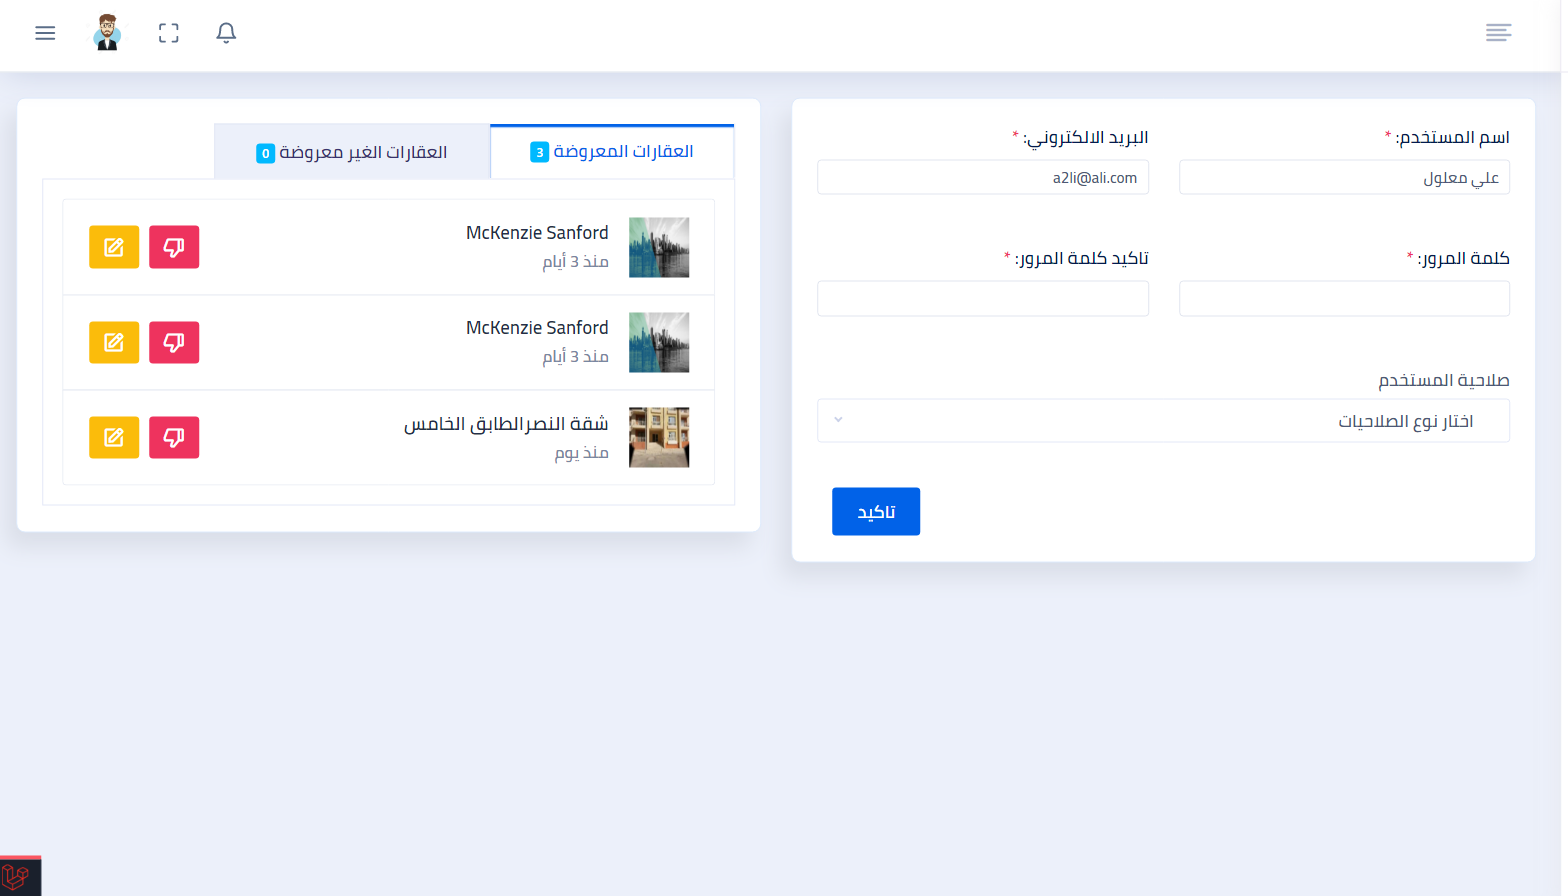 اسم المستخدم: *
علي معلول
البريد الالكتروني: *
a2li@ali.com
كلمة المرور: *
تاكيد كلمة المرور: *
صلاحية المستخدم
اختار نوع الصلاحيات
تاكيد
العقارات المعروضة 3
العقارات الغير معروضة 0
McKenzie Sanford
منذ 3 أيام
McKenzie Sanford
منذ 3 أيام
شقة النصرالطابق الخامس
منذ يوم